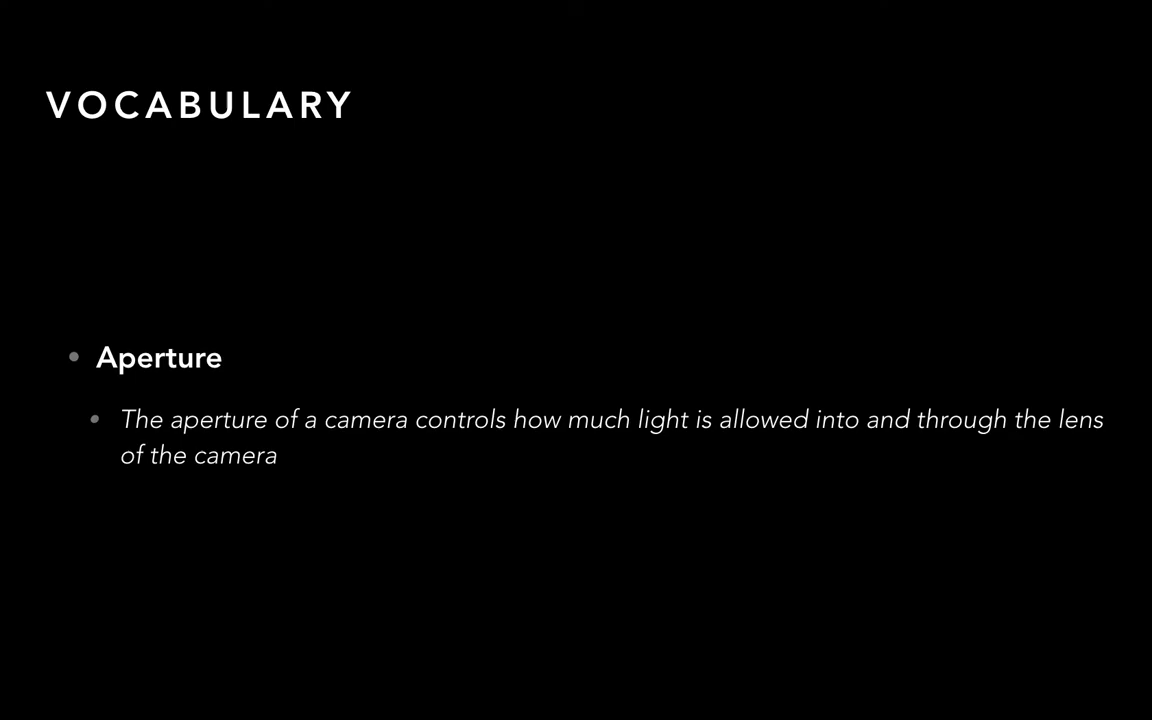 VOCABULARY
• Aperture
• The aperture of a camera controls how much light is allowed into and through the lens
of the camera